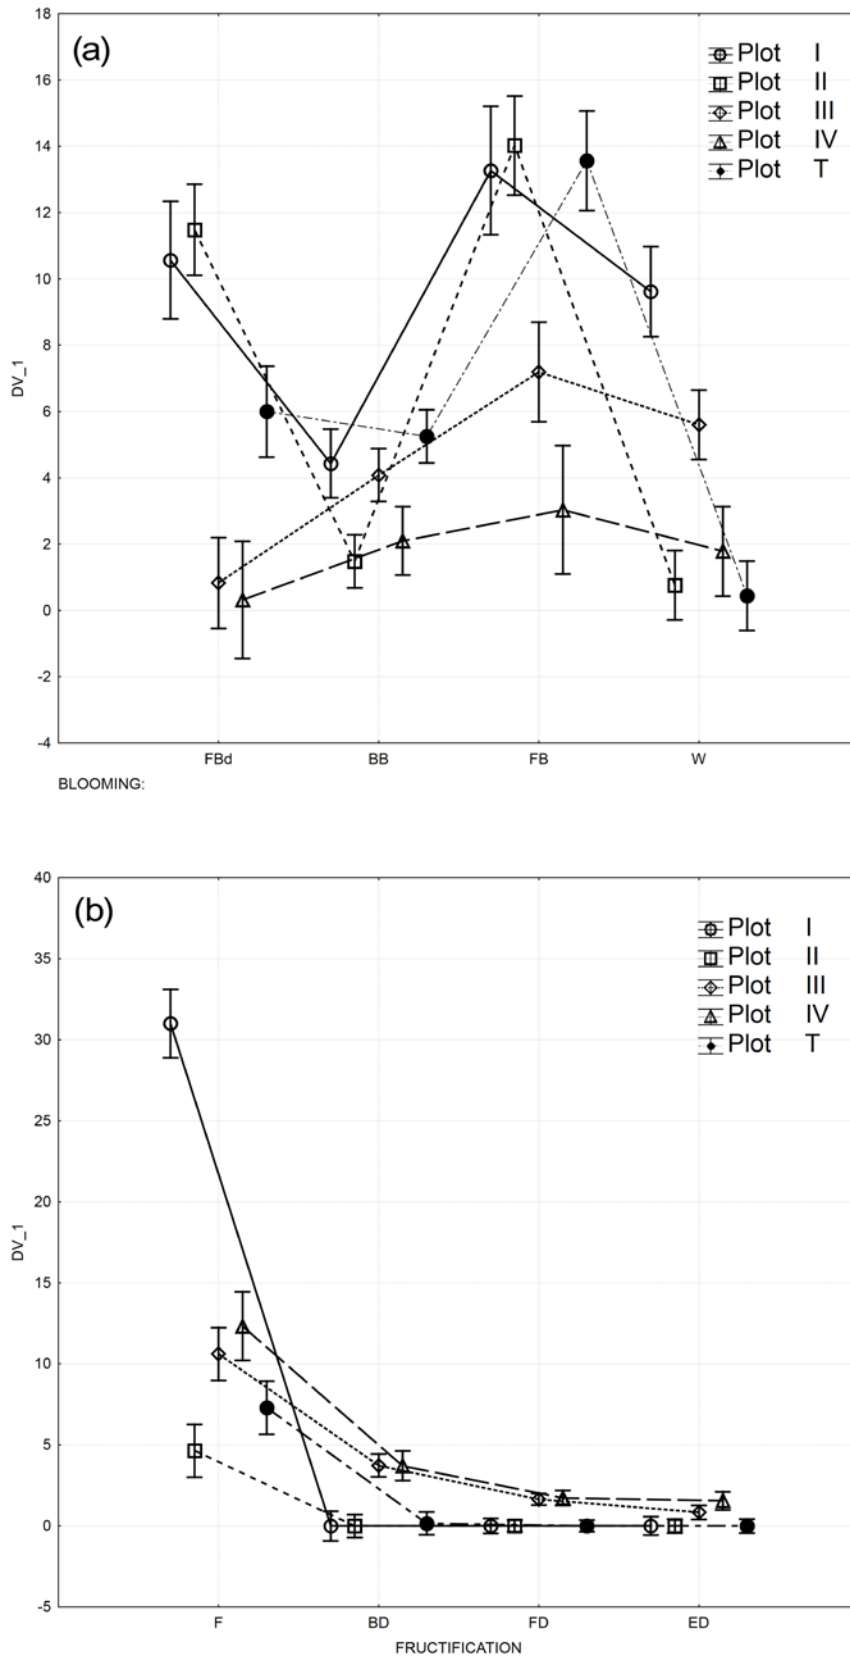 18
(a)
Plot I
16
Plot II
Plot III
14
Plot IV
Plot T
12
10
8
DV_1
6
4
2
0
-2
-4
FBd BB FB W
BLOOMING:
40
(b)
Plot I
35
Plot II
Plot III
Plot IV
30
Plot T
25
20
DV_1
15
10
5
0
-5
F BD FD ED
FRUCTIFICATION